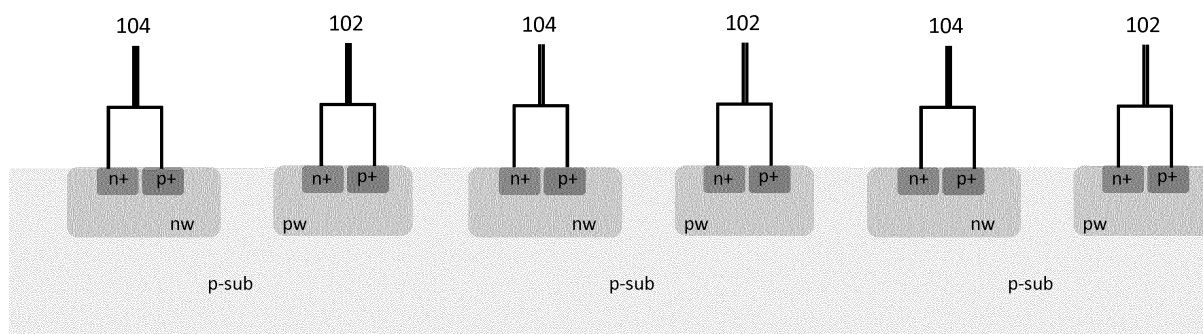 104 102 104 102 104 102
n+ p+ n+ p+ n+ p+ n+ p+ n+ p+ n+ p+
nw pw nw pw nw pw
p-sub p-sub p-sub